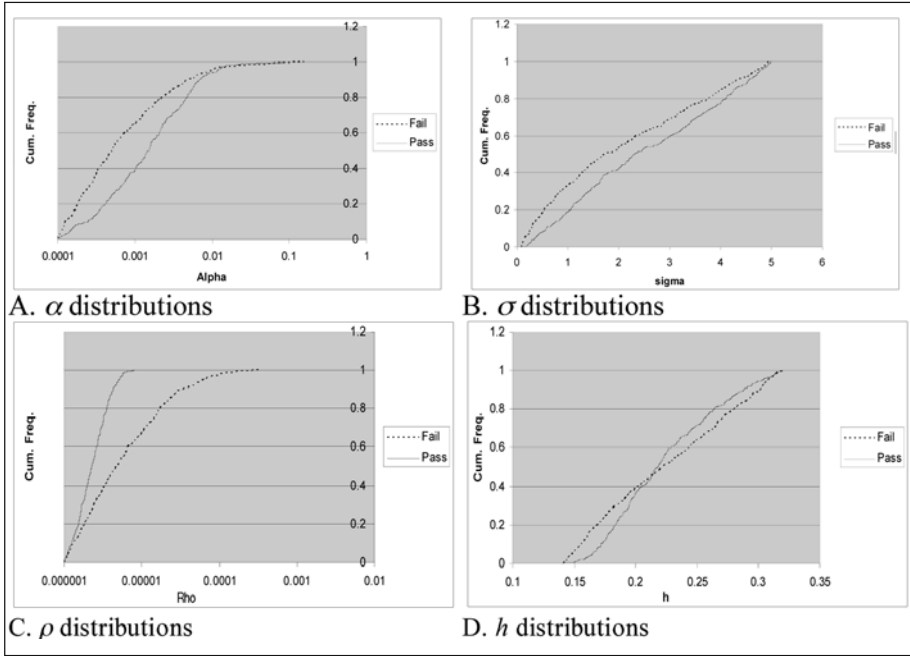 1.2
1
0.8
0.6
0.4
0.2
0
Cum. Freq.
0.0001 0.001 0.01 0.1 1
Alpha
Fail
Pass
A. α distributions
1.2
1
0.8
0.6
0.4
0.2
0
Cum. Freq.
0 1 2 3 4 5 6
sigma
Fail
Pass
B. σ distributions
1.2
1
0.8
0.6
0.4
0.2
0
Cum. Freq.
0.000001 0.00001 0.0001 0.001 0.01
Rho
Fail
Pass
C. ρ distributions
1.2
1
0.8
0.6
0.4
0.2
0
Cum. Freq.
0.1 0.15 0.2 0.25 0.3 0.35
h
Fail
Pass
D. h distributions